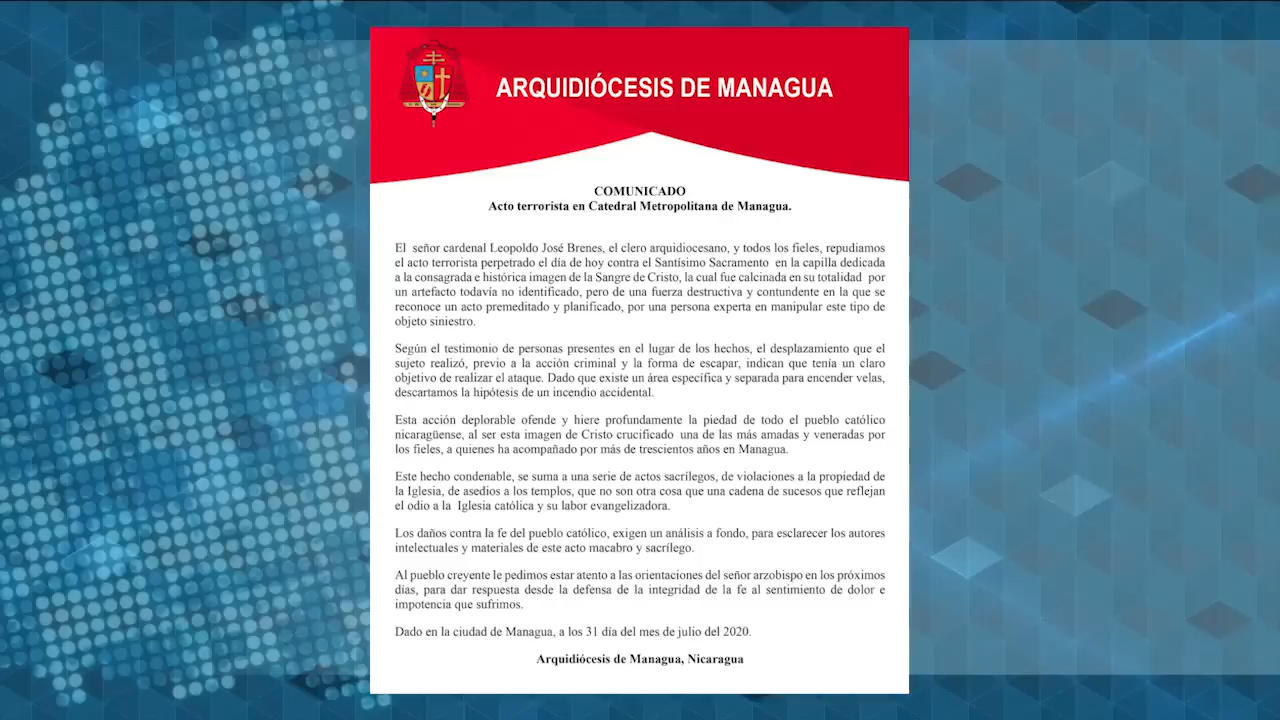 ARQUIDIÓCESIS DE MANAGUA
COMUNICADO
Acto terrorista en Catedral Metropolitana de Managua.
El señor cardenal Leopoldo José Brenes, el clero arquidiocesano, y todos los fieles, repudiamos
el acto terrorista perpetrado el día de hoy contra el Santísimo Sacramento en la capilla dedicada
a la consagrada e histórica imagen de la Sangre de Cristo, la cual fue calcinada en su totalidad por
un artefacto todavía no identificado, pero de una fuerza destructiva y contundente en la que se
reconoce un acto premeditado y planificado, por una persona experta en manipular este tipo de
objeto siniestro.
Según el testimonio de personas presentes en el lugar de los hechos, el desplazamiento que el
sujeto realizó, previo a la acción criminal y la forma de escapar, indican que tenía un claro
objetivo de realizar el ataque. Dado que existe un área específica y separada para encender velas,
descartamos la hipótesis de un incendio accidental.
Esta acción deplorable ofende y hiere profundamente la piedad de todo el pueblo católico
nicaragüense, al ser esta imagen de Cristo crucificado una de las más amadas y veneradas por
los fieles, a quienes ha acompañado por más de trescientos años en Managua.
Este hecho condenable, se suma a una serie de actos sacrílegos, de violaciones a la propiedad de
la Iglesia, de asedios a los templos, que no son otra cosa que una cadena de sucesos que reflejan
el odio a la Iglesia católica y su labor evangelizadora.
Los daños contra la fe del pueblo católico, exigen un análisis a fondo, para esclarecer los autores
intelectuales y materiales de este acto macabro y sacrílego.
Al pueblo creyente le pedimos estar atento a las orientaciones del señor arzobispo en los próximos
días, para dar respuesta desde la defensa de la integridad de la fe al sentimiento de dolor e
impotencia que sufrimos.
Dado en la ciudad de Managua, a los 31 día del mes de julio del 2020.
Arquidiócesis de Managua, Nicaragua